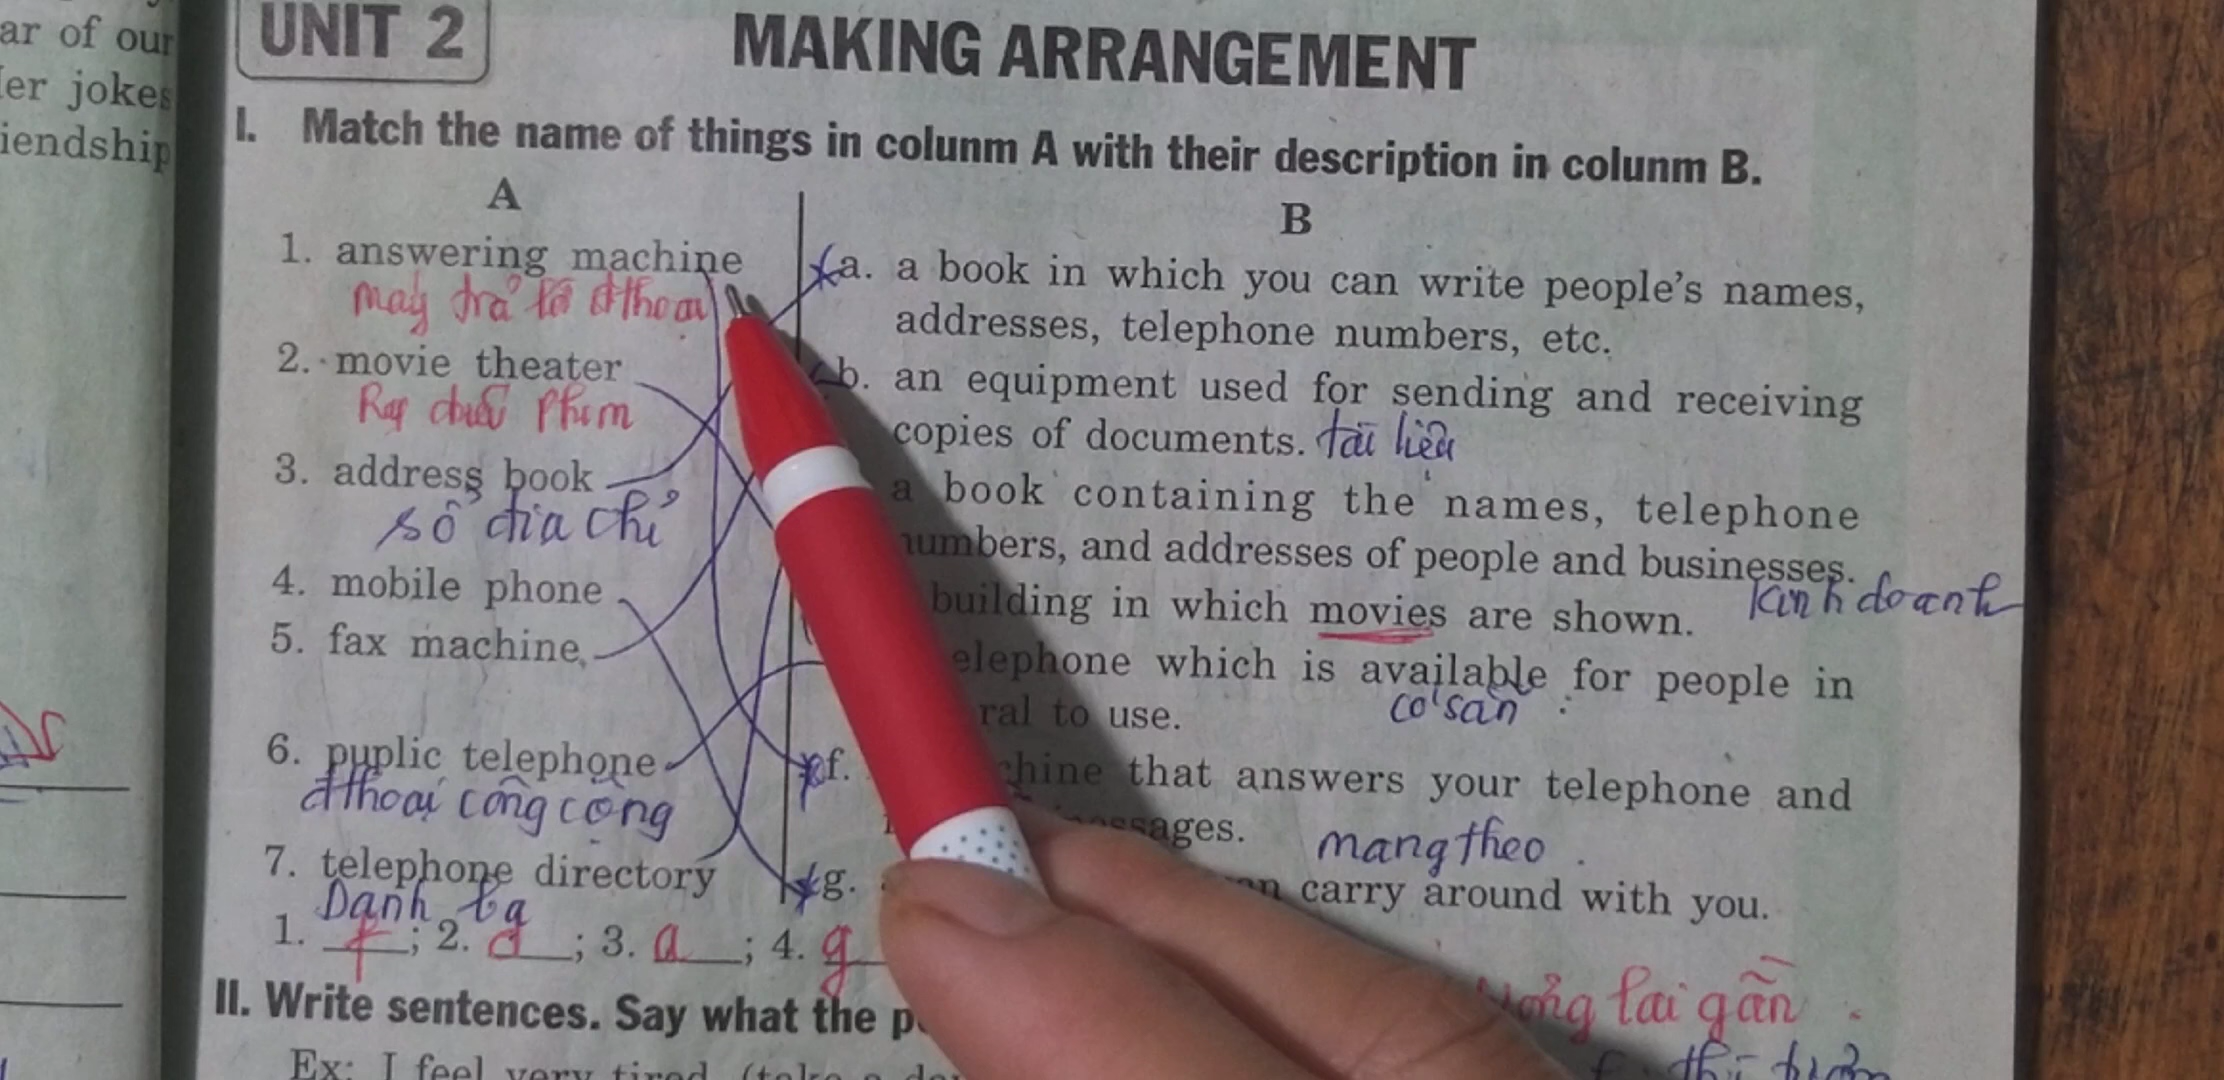 ar of our
er jokes
iendship
UNIT 2
MAKING ARRANGEMENT
I. Match the name of things in colunm A with their description in colunm B.
A
B
1. answering machine
máy trả lời đthoại
2. movie theater
Rạp chiếu phim
3. address book
sổ địa chỉ
4. mobile phone
5. fax machine
6. puplic telephone
đthoại công cộng
7. telephone directory
Danh bạ
a. a book in which you can write people's names,
addresses, telephone numbers, etc.
b. an equipment used for sending and receiving
copies of documents. tài liệu
a book containing the names, telephone
numbers, and addresses of people and businesses.
kinh doanh
building in which movies are shown.
elephone which is available for people in
có sẵn
ral to use.
f. chine that answers your telephone and
ssages.
mang theo
g. carry around with you.
1. f; 2. d; 3. a; 4. g
II. Write sentences. Say what the p
lai gần
Ex: I feel very tired. (take a